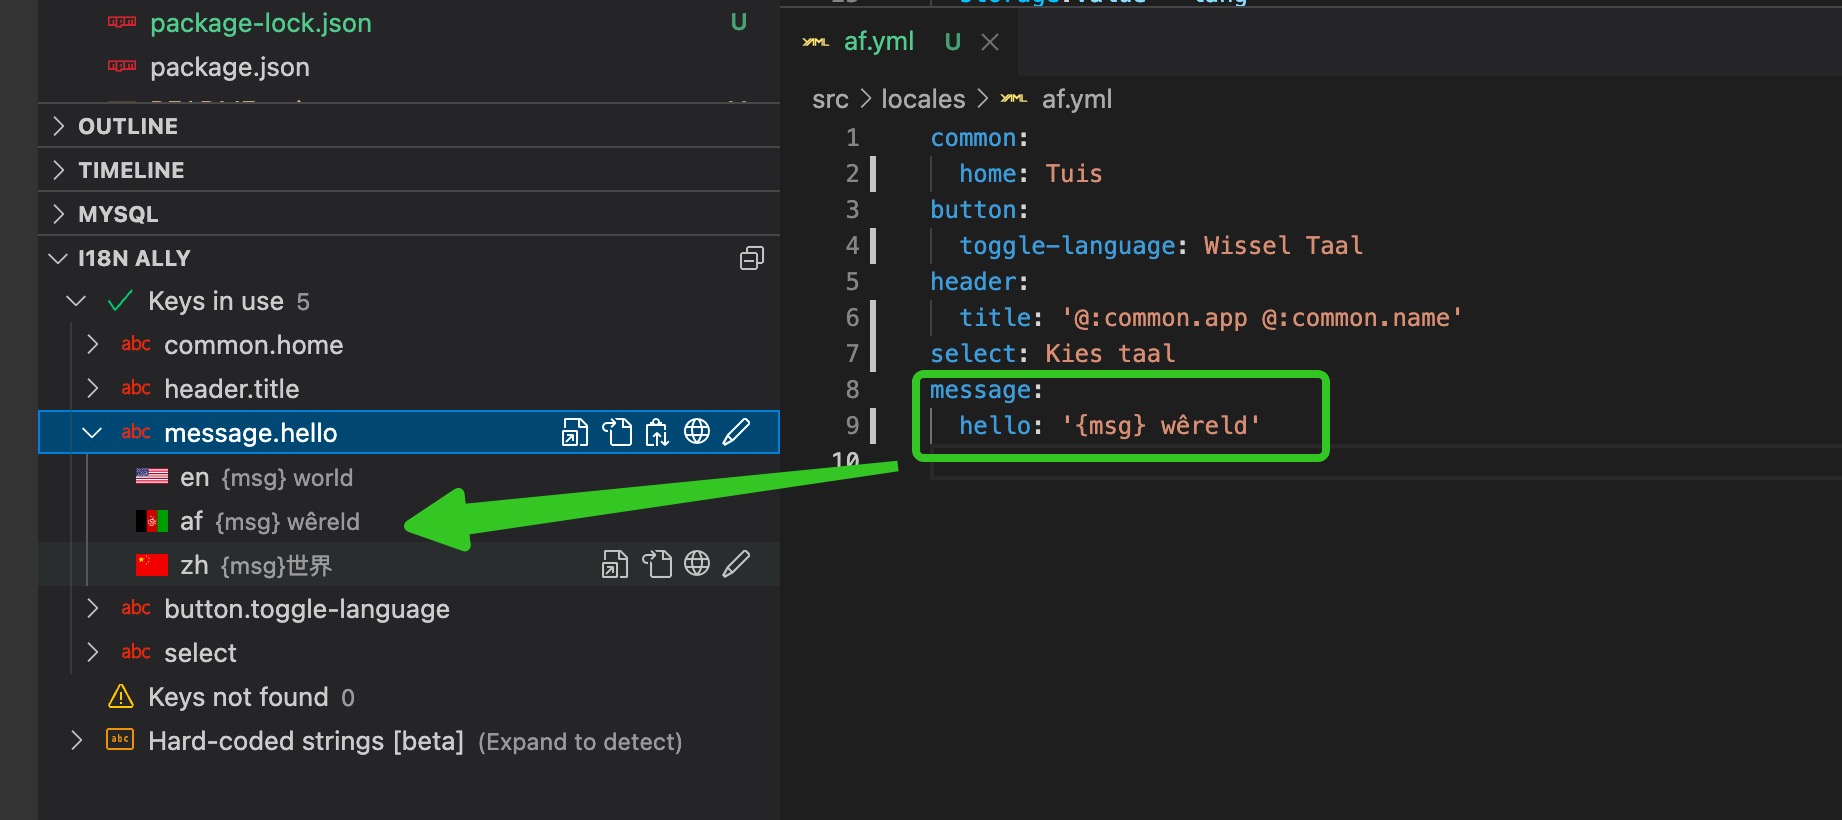 package-lock.json U
package.json
OUTLINE
TIMELINE
MYSQL
I18N ALLY
Keys in use 5
abc common.home
abc header.title
abc message.hello
en {msg} world
af {msg} wêreld
zh {msg}世界
abc button.toggle-language
abc select
Keys not found 0
abc Hard-coded strings [beta] (Expand to detect)
YAML af.yml U
src > locales > YAML af.yml
1 common:
2 home: Tuis
3 button:
4 toggle-language: Wissel Taal
5 header:
6 title: '@:common.app @:common.name'
7 select: Kies taal
8 message:
9 hello: '{msg} wêreld'
10